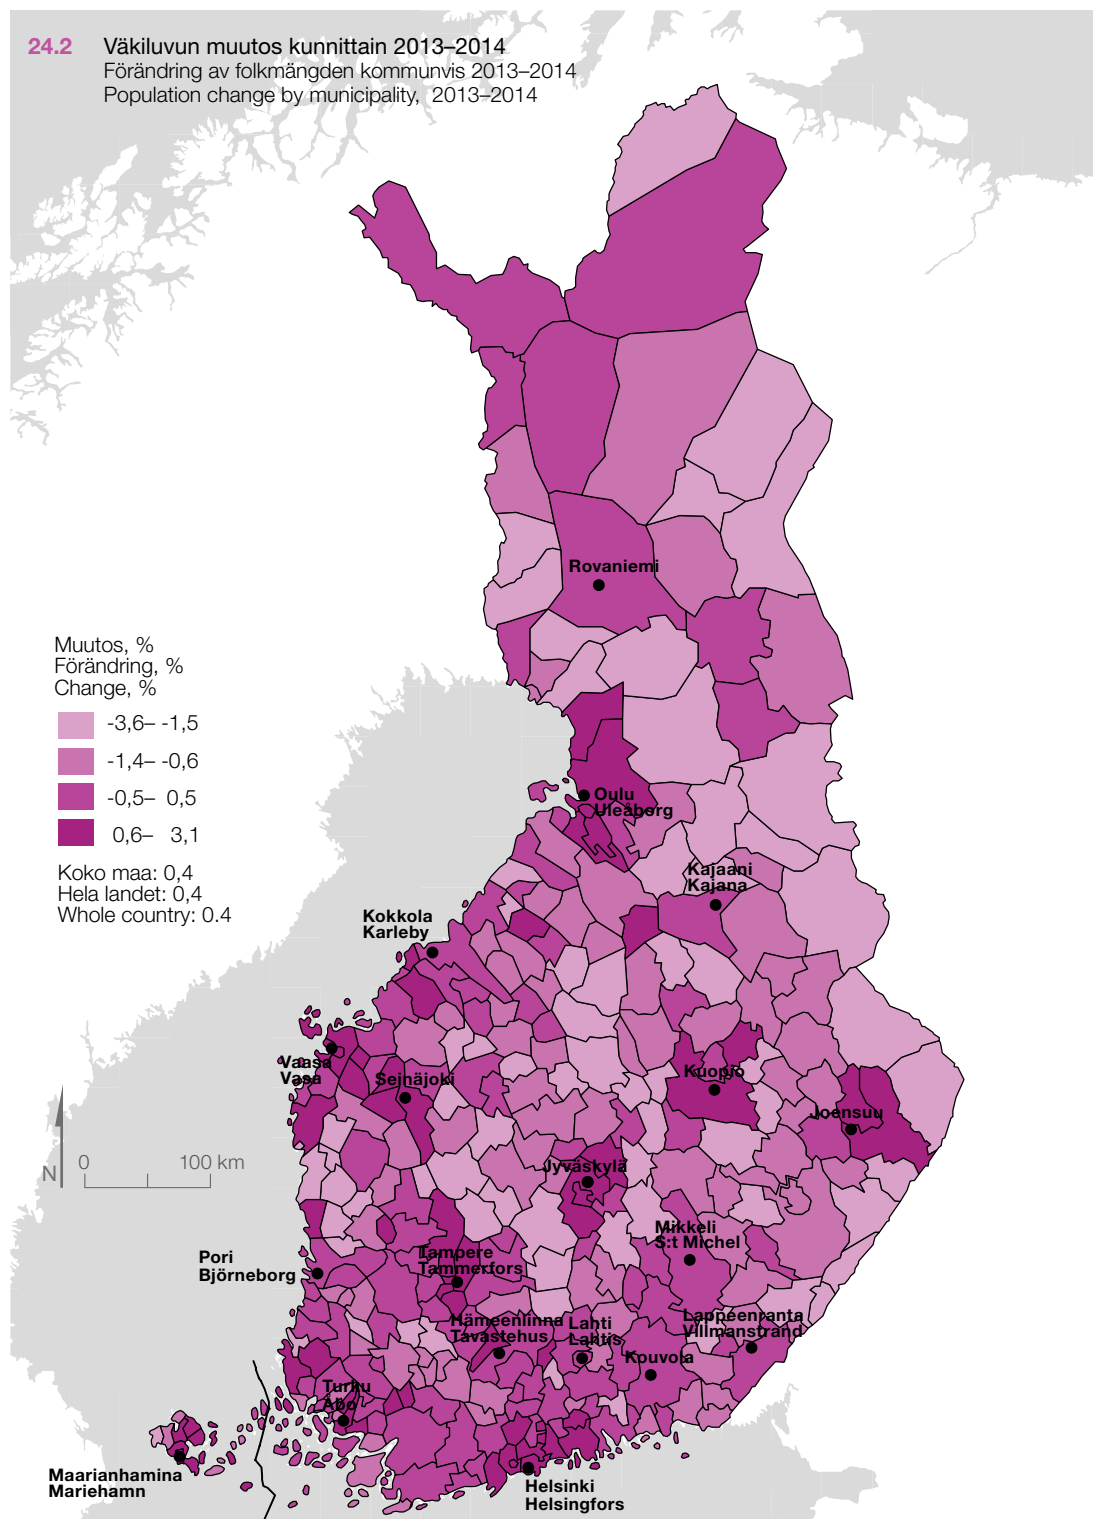 24.2 Väkiluvun muutos kunnittain 2013–2014
Förändring av folkmängden kommunvis 2013–2014
Population change by municipality, 2013–2014
Rovaniemi
Muutos, %
Förändring, %
Change, %
-3,6– -1,5
-1,4– -0,6
-0,5– 0,5
0,6– 3,1
Koko maa: 0,4
Hela landet: 0,4
Whole country: 0.4
Oulu
Uleåborg
Kajaani
Kajana
Kokkola
Karleby
Vaasa
Vasa
Seinäjoki
Kuopio
Joensuu
N
0 100 km
Jyväskylä
Mikkeli
S:t Michel
Pori
Björneborg
Tampere
Tammerfors
Hämeenlinna
Tavastehus
Lahti
Lahtis
Lappeenranta
Villmanstrand
Kouvola
Turku
Åbo
Maarianhamina
Mariehamn
Helsinki
Helsingfors